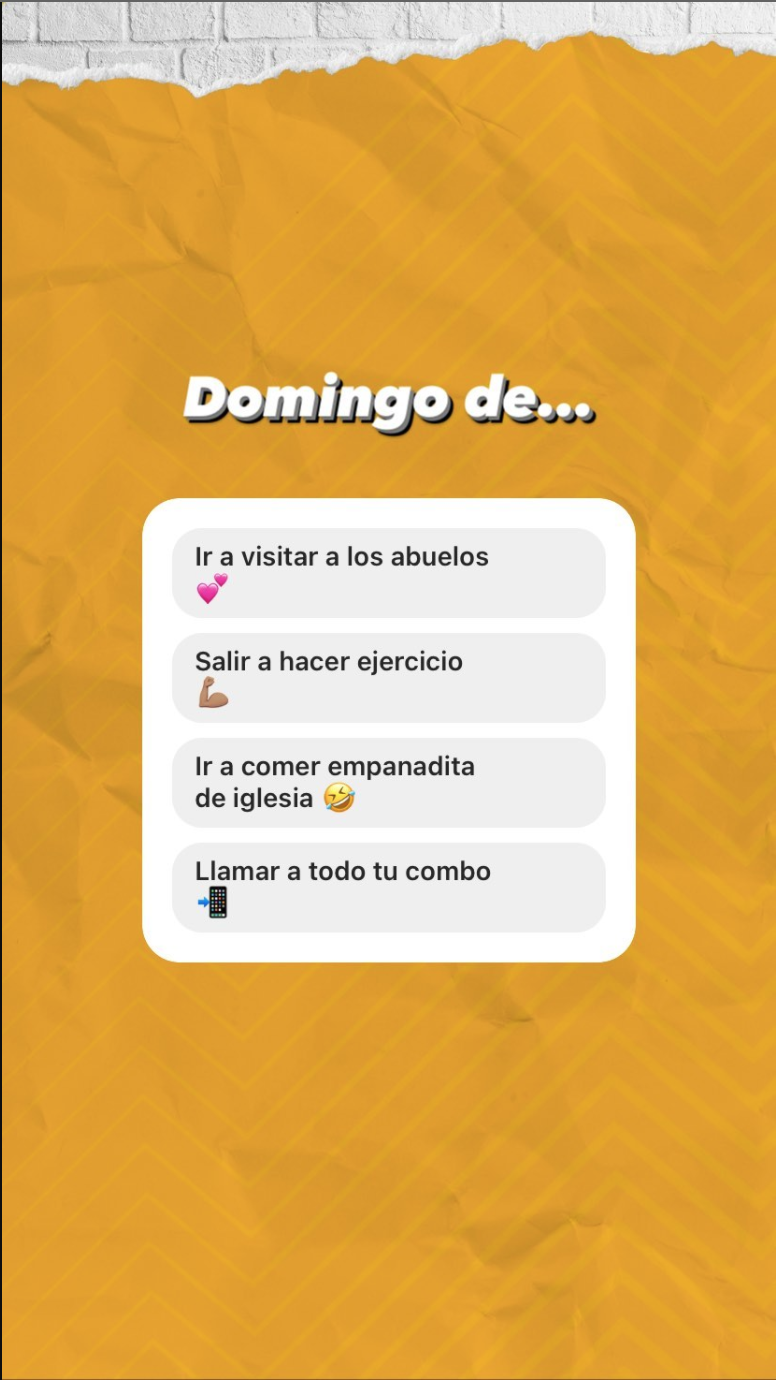 Domingo de...
Ir a visitar a los abuelos
💕
Salir a hacer ejercicio
💪🏽
Ir a comer empanadita
de iglesia 🤣
Llamar a todo tu combo
📲